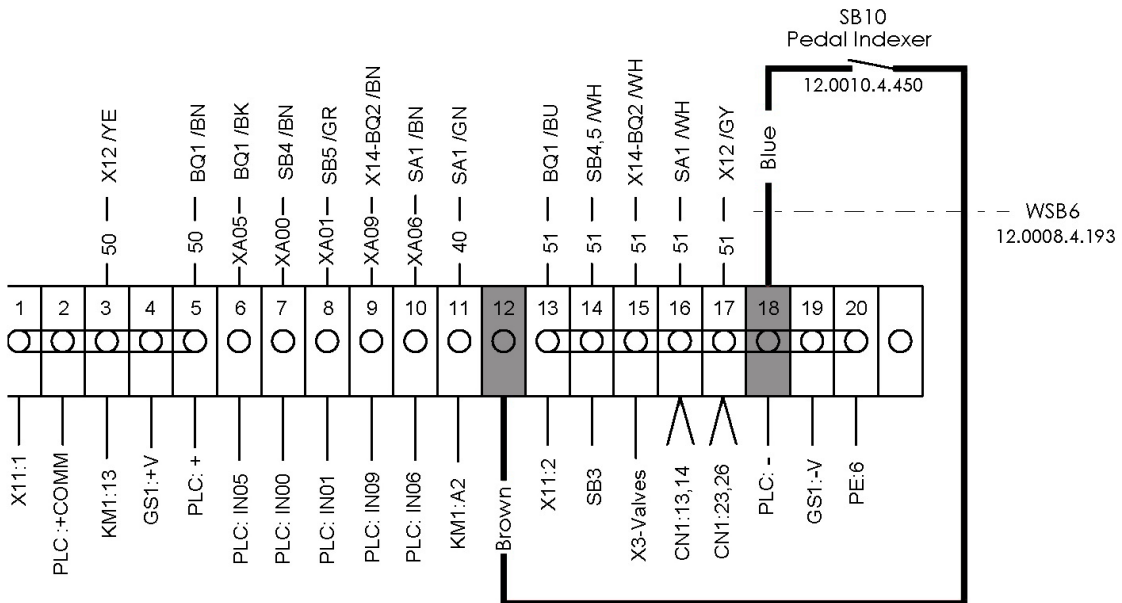 SB10
Pedal Indexer
12.0010.4.450
X12 /YE
BQ1 /BN
BQ1 /BK
SB4 /BN
SB5 /GR
X14-BQ2 /BN
SA1 /BN
SA1 /GN
BQ1 /BU
SB4,5 /WH
X14-BQ2 /WH
SA1 /WH
X12 /GY
Blue
50
50
XA05
XA00
XA01
XA09
XA06
40
51
51
51
51
51
WSB6
12.0008.4.193
1 2 3 4 5 6 7 8 9 10 11 12 13 14 15 16 17 18 19 20
X11:1
PLC:+COMM
KM1:13
GS1:+V
PLC: +
PLC: IN05
PLC: IN00
PLC: IN01
PLC: IN09
PLC: IN06
KM1:A2
Brown
X11:2
SB3
X3-Valves
CN1:13,14
CN1:23,26
PLC: -
GS1:-V
PE:6